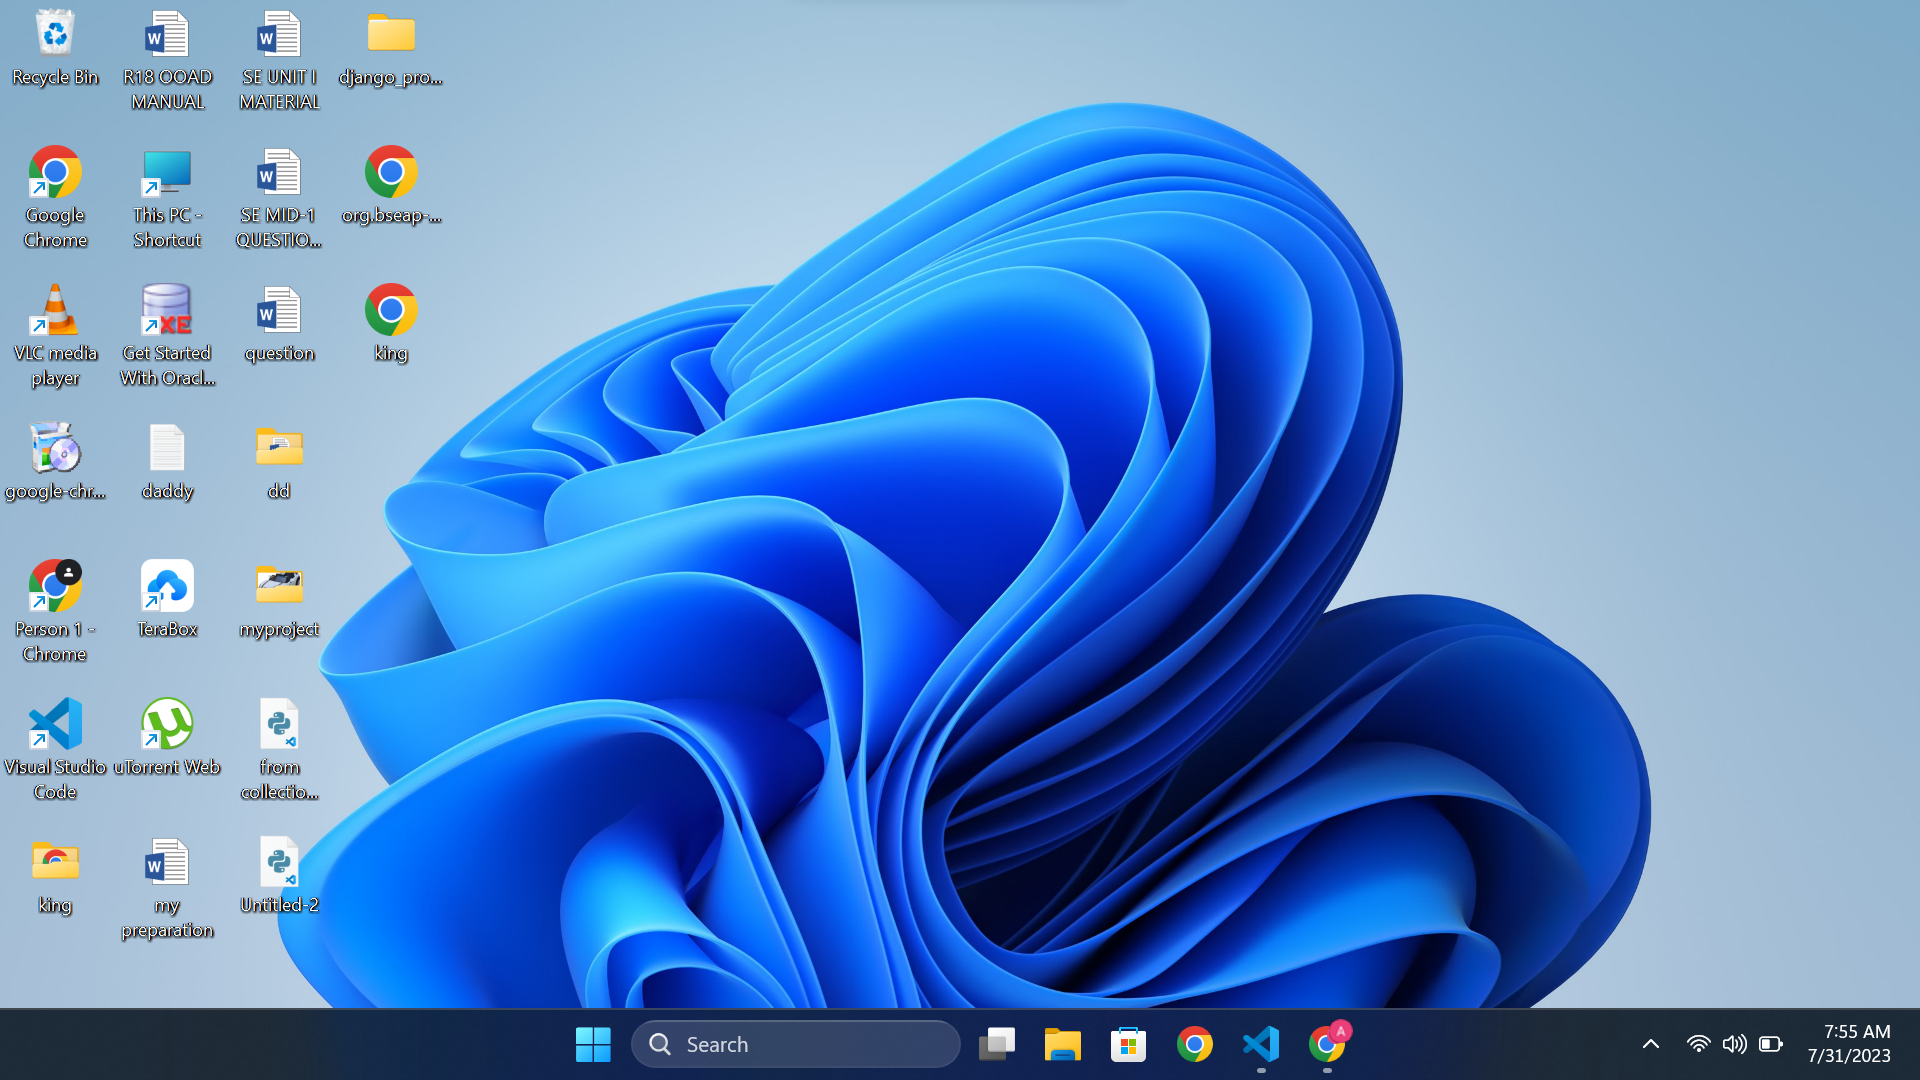 Recycle Bin
R18 OOAD
MANUAL
SE UNIT I
MATERIAL
django_pro...
Google
Chrome
This PC -
Shortcut
SE MID-1
QUESTIO...
org.bseap-...
VLC media
player
XE
Get Started
With Oracl...
question
king
google-chr...
daddy
dd
Person 1 -
Chrome
TeraBox
myproject
Visual Studio
Code
uTorrent Web
from
collectio...
king
my
preparation
Untitled-2
Search
A
7:55 AM
7/31/2023